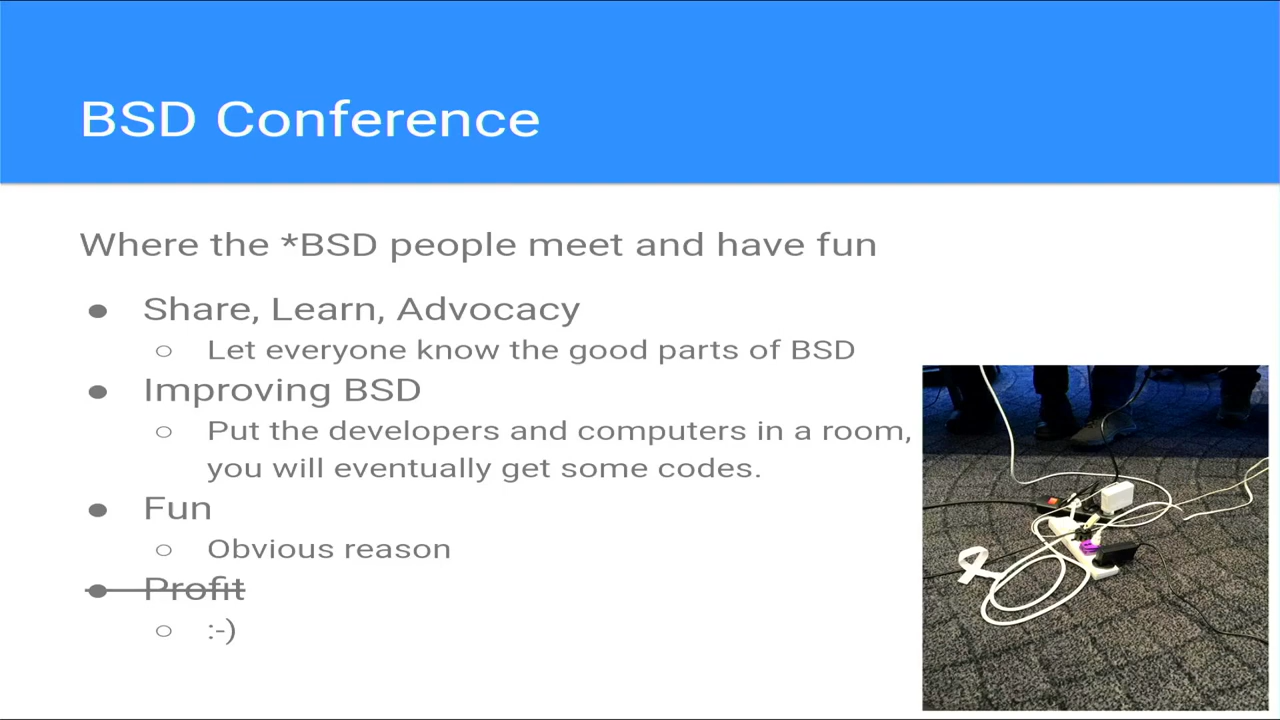 BSD Conference
Where the *BSD people meet and have fun
● Share, Learn, Advocacy
○ Let everyone know the good parts of BSD
● Improving BSD
○ Put the developers and computers in a room,
you will eventually get some codes.
● Fun
○ Obvious reason
● Profit
○ :-)